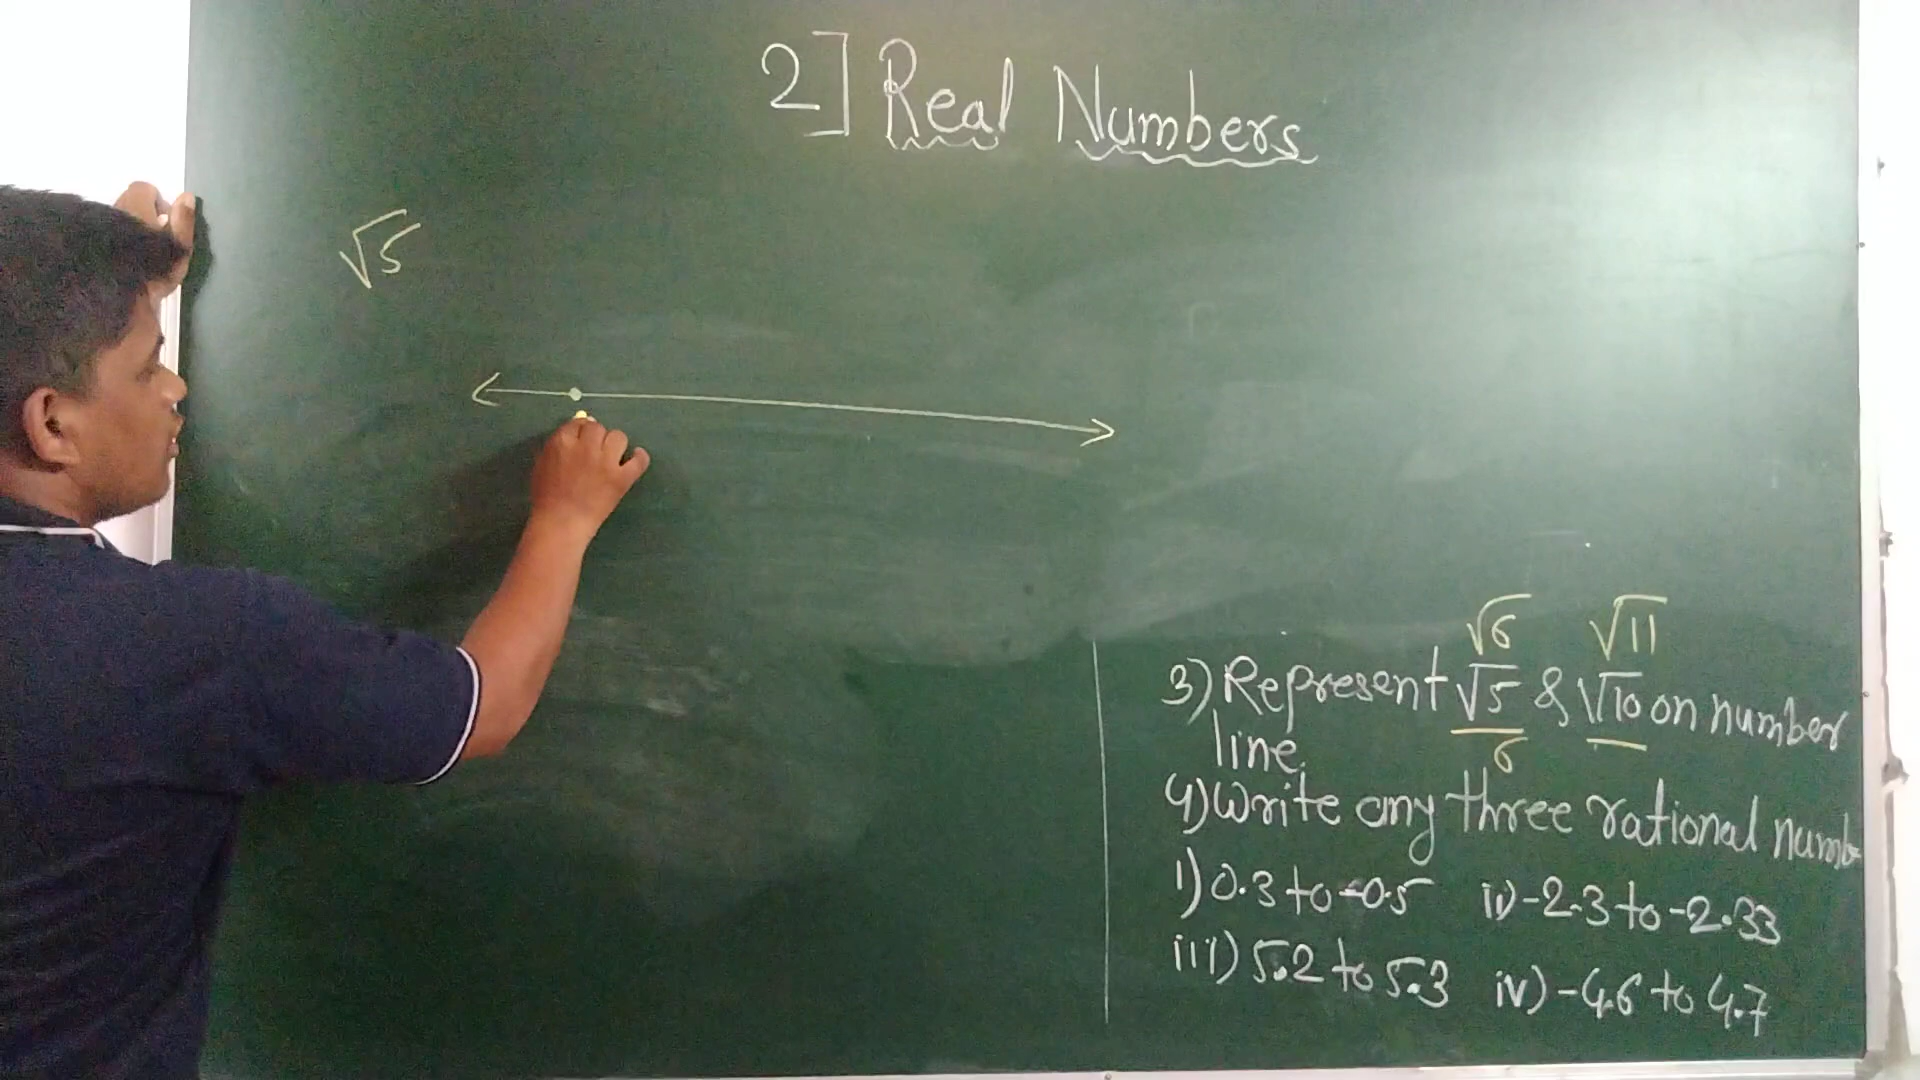 2] Real Numbers
√5
√6 √11
3) Represent √5 & √10 on number
line.
6
4) Write any three rational numbe
i) 0.3 to -0.5 iv) -2.3 to -2.33
iii) 5.2 to 5.3 iv) -4.6 to 4.7